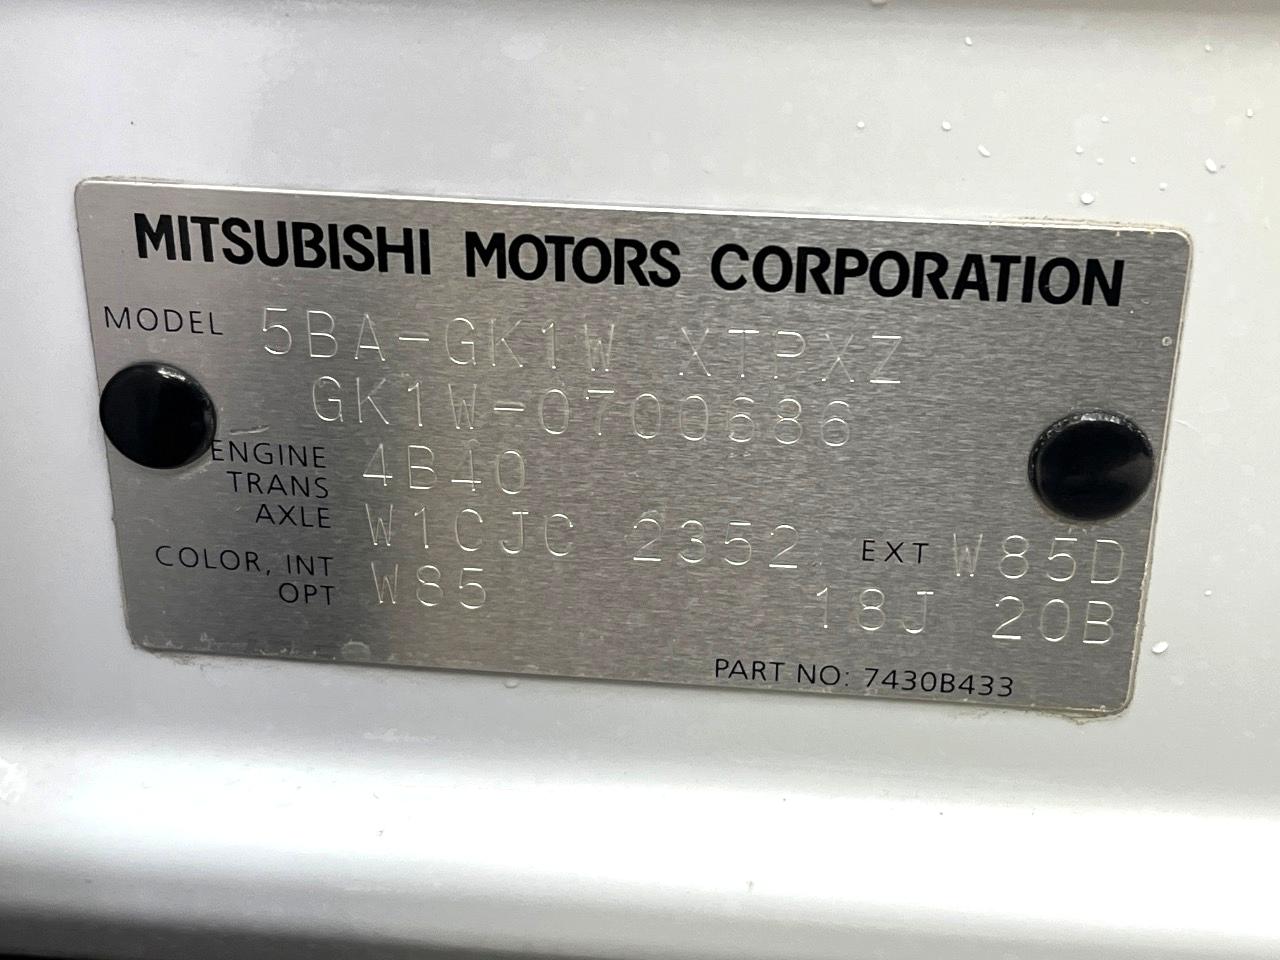 MITSUBISHI MOTORS CORPORATION
MODEL 5BA-GK1W XTPXZ
GK1W-0700686
ENGINE 4B40
TRANS
AXLE W1CJC 2352 EXT W85D
COLOR, INT
OPT W85 18J 20B
PART NO: 7430B433